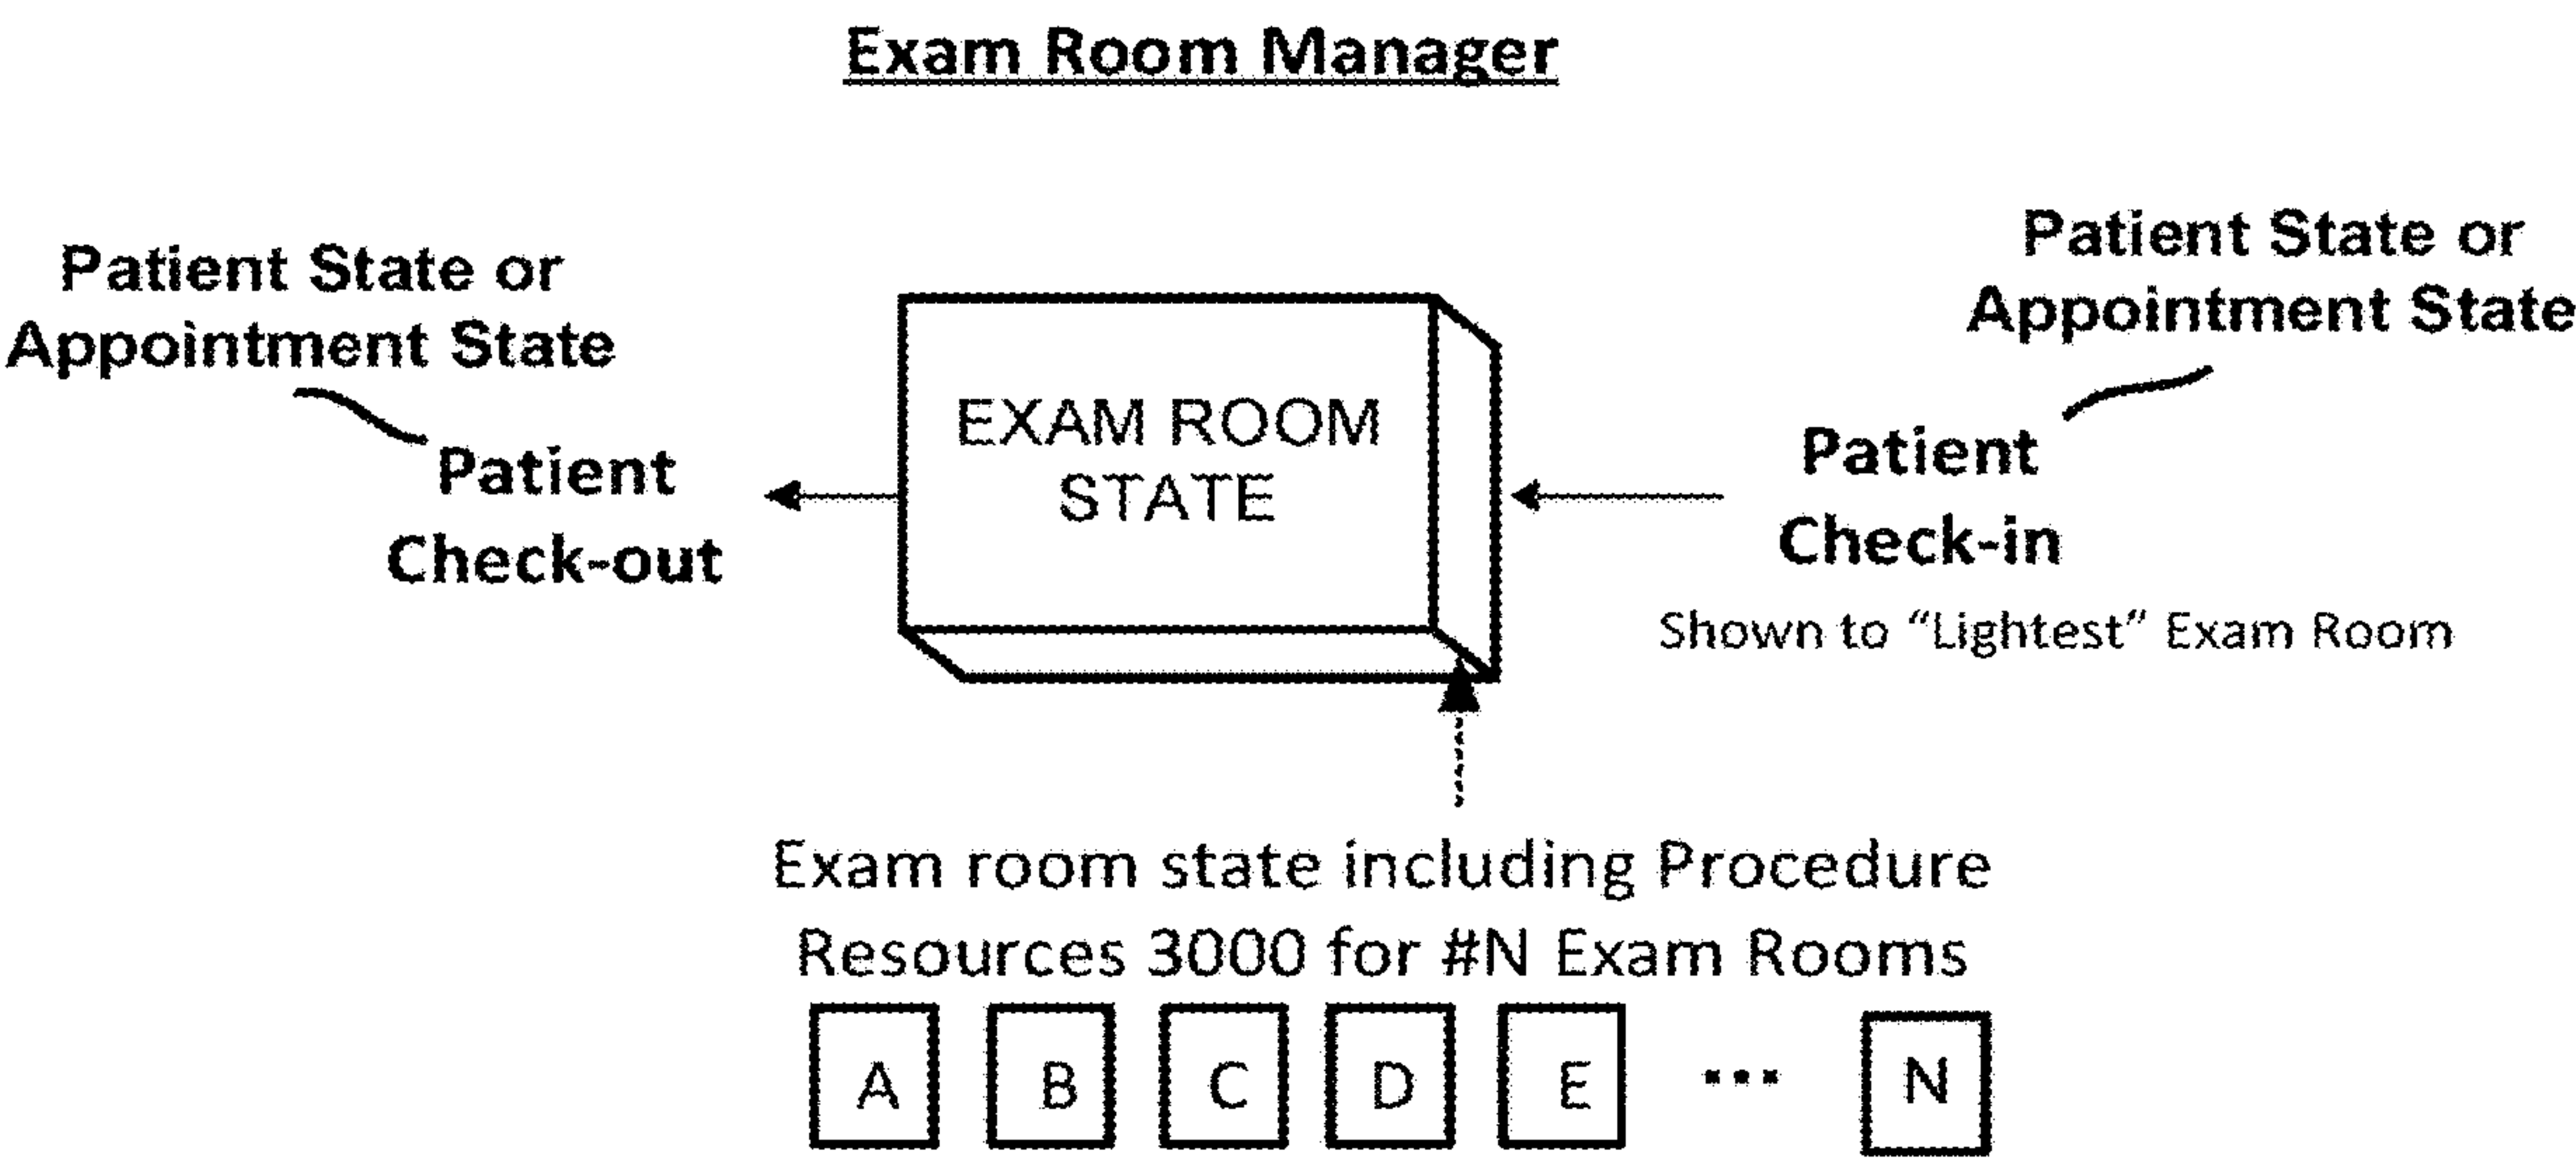 Exam Room Manager
Patient State or
Appointment State
Patient
Check-out
EXAM ROOM
STATE
Patient State or
Appointment State
Patient
Check-in
Shown to “Lightest” Exam Room
Exam room state including Procedure
Resources 3000 for #N Exam Rooms
A B C D E ... N